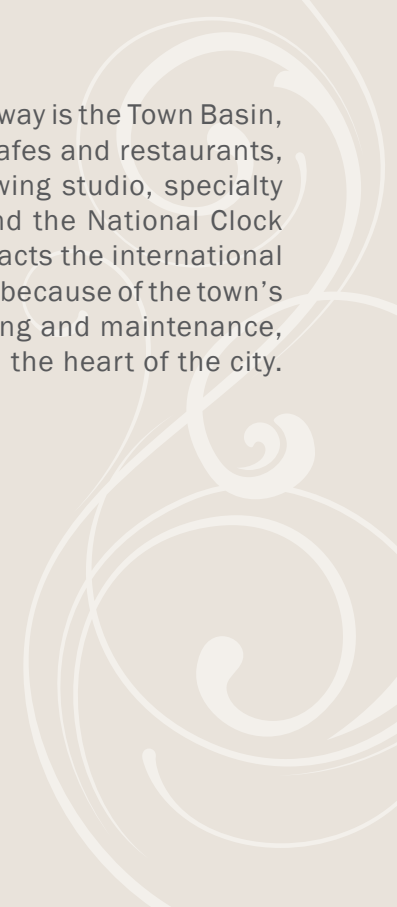 way is the Town Basin,
afes and restaurants,
wing studio, specialty
nd the National Clock
acts the international
because of the town's
ng and maintenance,
the heart of the city.